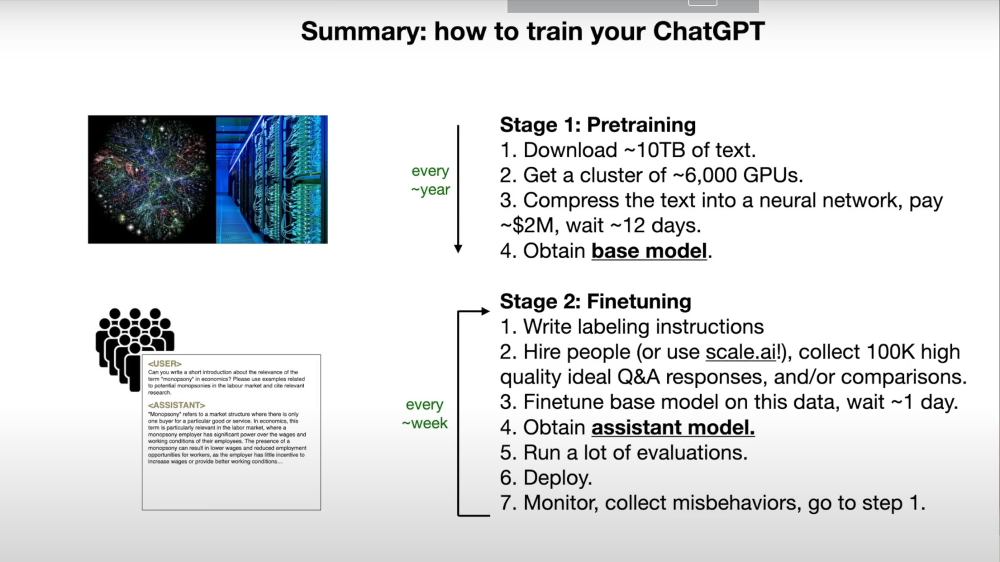 Summary: how to train your ChatGPT
every
~year
Stage 1: Pretraining
1. Download ~10TB of text.
2. Get a cluster of ~6,000 GPUs.
3. Compress the text into a neural network, pay
~$2M, wait ~12 days.
4. Obtain base model.
<USER>
Can you write a short introduction about the relevance of the
term "monopsony" in economics? Please use examples related
to potential monopsonies in the labour market and cite relevant
research.
<ASSISTANT>
"Monopsony" refers to a market structure where there is only
one buyer for a particular good or service. In economics, this
term is particularly relevant in the labor market, where a
monopsony employer has significant power over the wages and
working conditions of their employees. The presence of a
monopsony can result in lower wages and reduced employment
opportunities for workers, as the employer has little incentive to
increase wages or provide better working conditions...
every
~week
Stage 2: Finetuning
1. Write labeling instructions
2. Hire people (or use scale.ai!), collect 100K high
quality ideal Q&A responses, and/or comparisons.
3. Finetune base model on this data, wait ~1 day.
4. Obtain assistant model.
5. Run a lot of evaluations.
6. Deploy.
7. Monitor, collect misbehaviors, go to step 1.